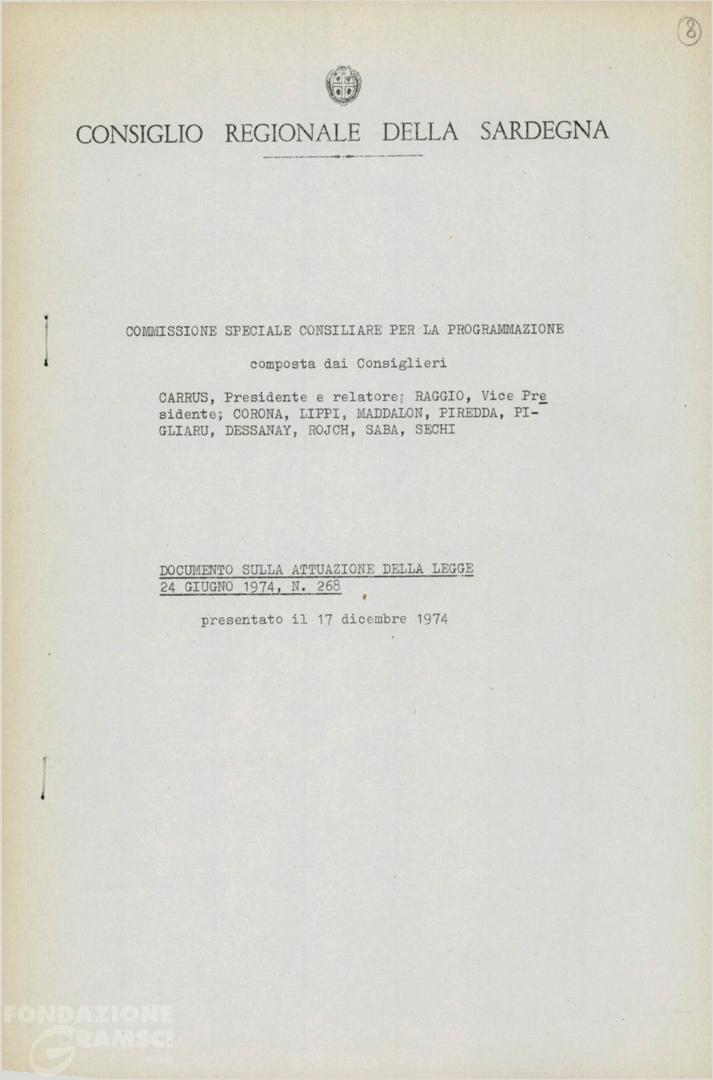 8
CONSIGLIO REGIONALE DELLA SARDEGNA
COMMISSIONE SPECIALE CONSILIARE PER LA PROGRAMMAZIONE
composta dai Consiglieri
CARRUS, Presidente e relatore; RAGGIO, Vice Pre
sidente; CORONA, LIPPI, MADDALON, PIREDDA, PI-
GLIARU, DESSANAY, ROJCH, SABA, SECHI
DOCUMENTO SULLA ATTUAZIONE DELLA LEGGE
24 GIUGNO 1974, N. 268
presentato il 17 dicembre 1974
FONDAZIONE
GRAMSCI
online